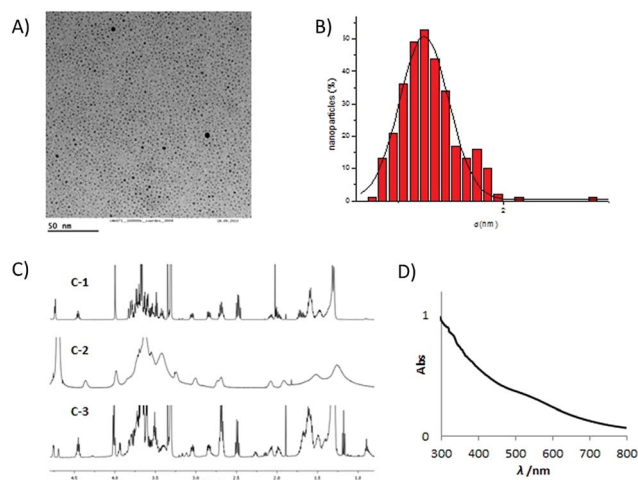 A)
50 nm
B)
nanoparticles (%)
50
40
30
20
10
0
2
d(nm)
C)
C-1
C-2
C-3
4.5 4.0 3.5 3.0 2.5 2.0 1.5 1.0
D)
Abs
1
0
300 400 500 600 700 800
λ /nm